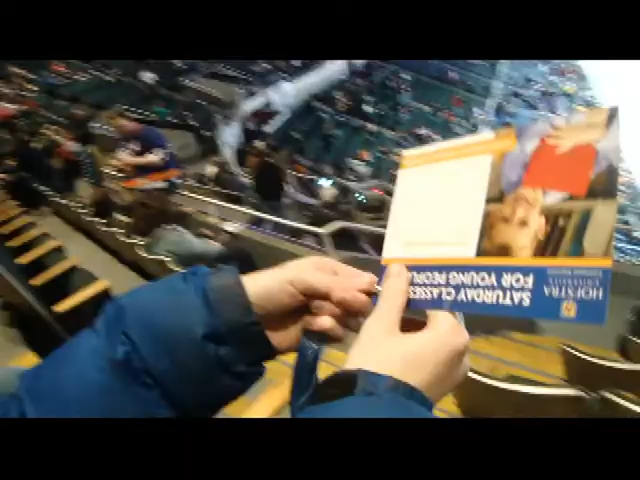 HOFSTRA
UNIVERSITY
SATURDAY CLASSES
FOR YOUNG PEOPLE